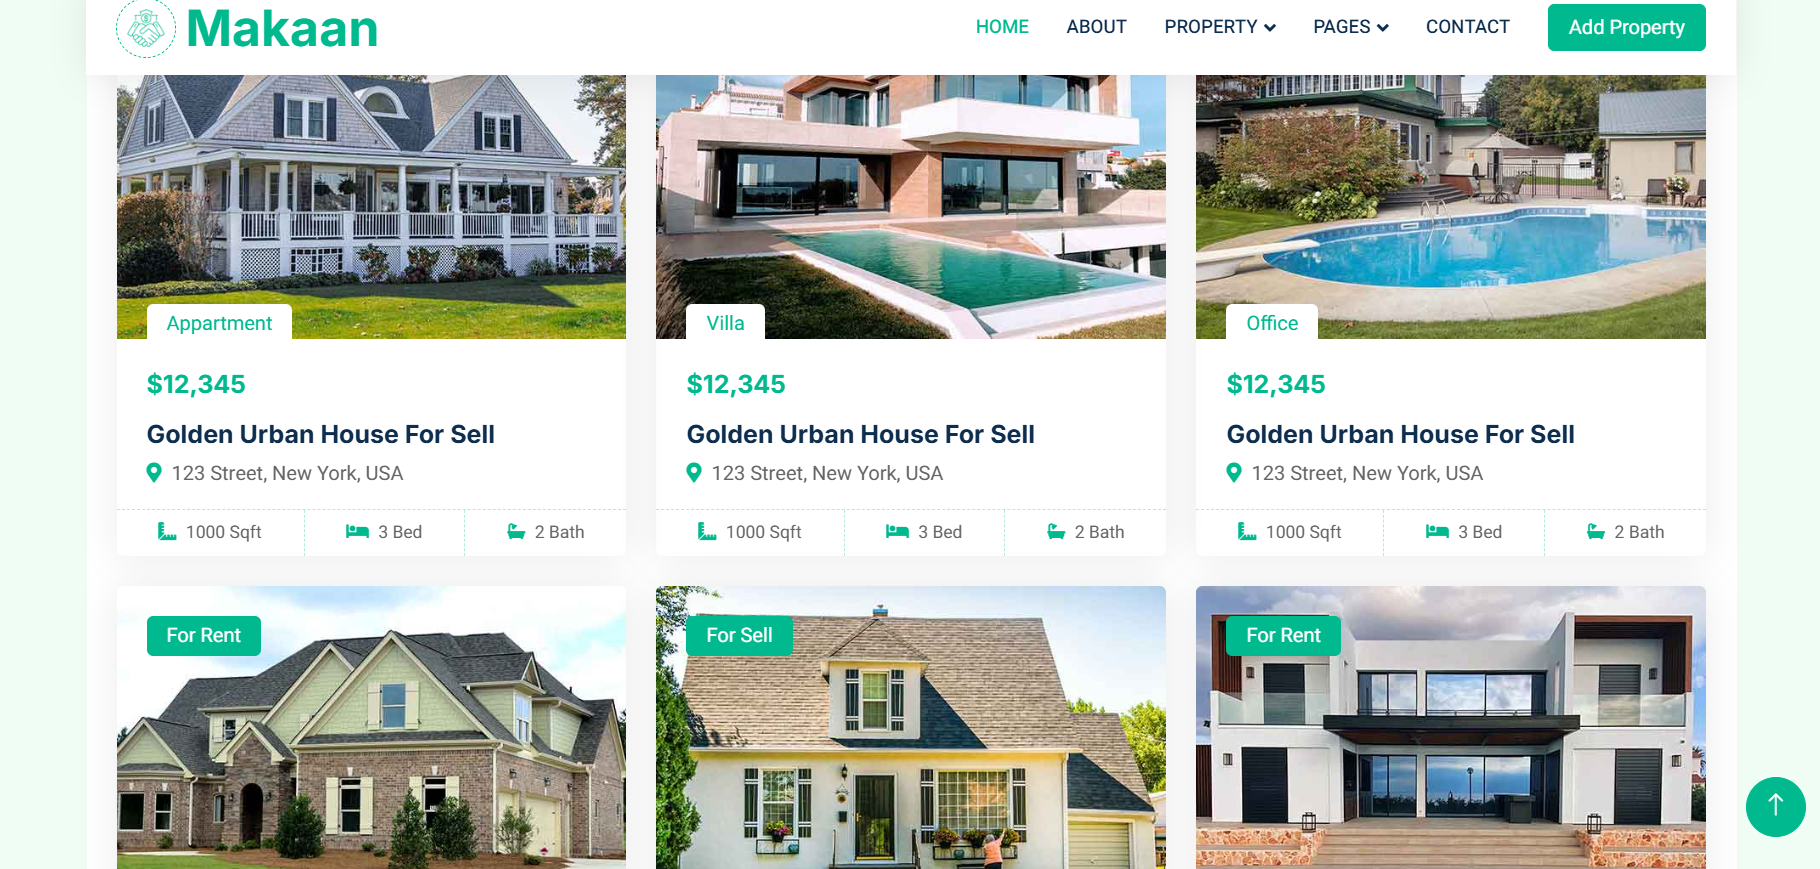 Makaan
HOME ABOUT PROPERTY PAGES CONTACT Add Property
Appartment Villa Office
$12,345 $12,345 $12,345
Golden Urban House For Sell Golden Urban House For Sell Golden Urban House For Sell
123 Street, New York, USA 123 Street, New York, USA 123 Street, New York, USA
1000 Sqft 3 Bed 2 Bath 1000 Sqft 3 Bed 2 Bath 1000 Sqft 3 Bed 2 Bath
For Rent For Sell For Rent